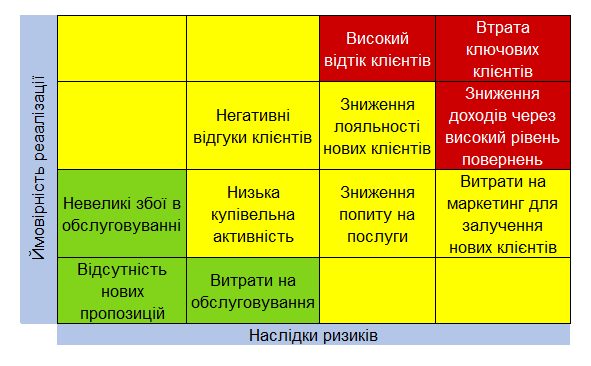 Ймовірність реаалізації
Високий
відтік клієнтів
Втрата
ключових
клієнтів
Негативні
відгуки клієнтів
Зниження
лояльності
нових клієнтів
Зниження
доходів через
високий рівень
повернень
Невеликі збої в
обслуговуванні
Низька
купівельна
активність
Зниження
попиту на
послуги
Витрати на
маркетинг для
залучення
нових клієнтів
Відсутність
нових
пропозицій
Витрати на
обслуговування
Наслідки ризиків